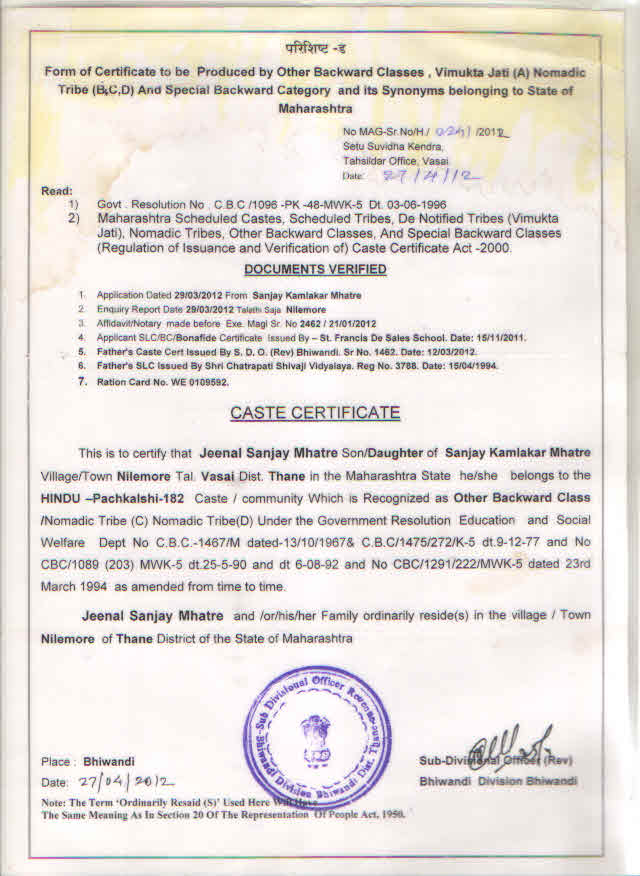 परिशिष्ट -ड
Form of Certificate to be Produced by Other Backward Classes , Vimukta Jati (A) Nomadic
Tribe (B,C,D) And Special Backward Category and its Synonyms belonging to State of
Maharashtra
No MAG-Sr.No/H./ 0241 /2012
Setu Suvidha Kendra,
Tahsildar Office, Vasai
Date: 27/4/12
Read:
1) Govt . Resolution No . C.B.C /1096 -PK -48-MWK-5 Dt. 03-06-1996
2) Maharashtra Scheduled Castes, Scheduled Tribes, De Notified Tribes (Vimukta
Jati), Nomadic Tribes, Other Backward Classes, And Special Backward Classes
(Regulation of Issuance and Verification of) Caste Certificate Act -2000.
DOCUMENTS VERIFIED
1. Application Dated 29/03/2012 From Sanjay Kamlakar Mhatre
2. Enquiry Report Date 29/03/2012 Talathi Saja Nilemore
3. Affidavit/Notary made before Exe. Magi Sr. No 2462 / 21/01/2012
4. Applicant SLC/BC/Bonafide Certificate Issued By – St. Francis De Sales School. Date: 15/11/2011.
5. Father's Caste Cert Issued By S. D. O. (Rev) Bhiwandi. Sr No. 1462. Date: 12/03/2012.
6. Father's SLC Issued By Shri Chatrapati Shivaji Vidyalaya. Reg No. 3788. Date: 15/04/1994.
7. Ration Card No. WE 0109592.
CASTE CERTIFICATE
This is to certify that Jeenal Sanjay Mhatre Son/Daughter of Sanjay Kamlakar Mhatre
Village/Town Nilemore Tal. Vasai Dist. Thane in the Maharashtra State he/she belongs to the
HINDU –Pachkalshi-182 Caste / community Which is Recognized as Other Backward Class
/Nomadic Tribe (C) Nomadic Tribe(D) Under the Government Resolution Education and Social
Welfare Dept No C.B.C.-1467/M dated-13/10/1967& C.B.C/1475/272/K-5 dt.9-12-77 and No
CBC/1089 (203) MWK-5 dt.25-5-90 and dt 6-08-92 and No CBC/1291/222/MWK-5 dated 23rd
March 1994 as amended from time to time.
Jeenal Sanjay Mhatre and /or/his/her Family ordinarily reside(s) in the village / Town
Nilemore of Thane District of the State of Maharashtra
Sub Divisional Officer Revenue
Bhiwandi Division Bhiwandi Dist. Thane
Place : Bhiwandi
Date: 27/04/2012
Sub-Divisional Officer (Rev)
Bhiwandi Division Bhiwandi
Note: The Term ‘Ordinarily Resaid (S)’ Used Here Will Have
The Same Meaning As In Section 20 Of The Representation Of People Act, 1950.